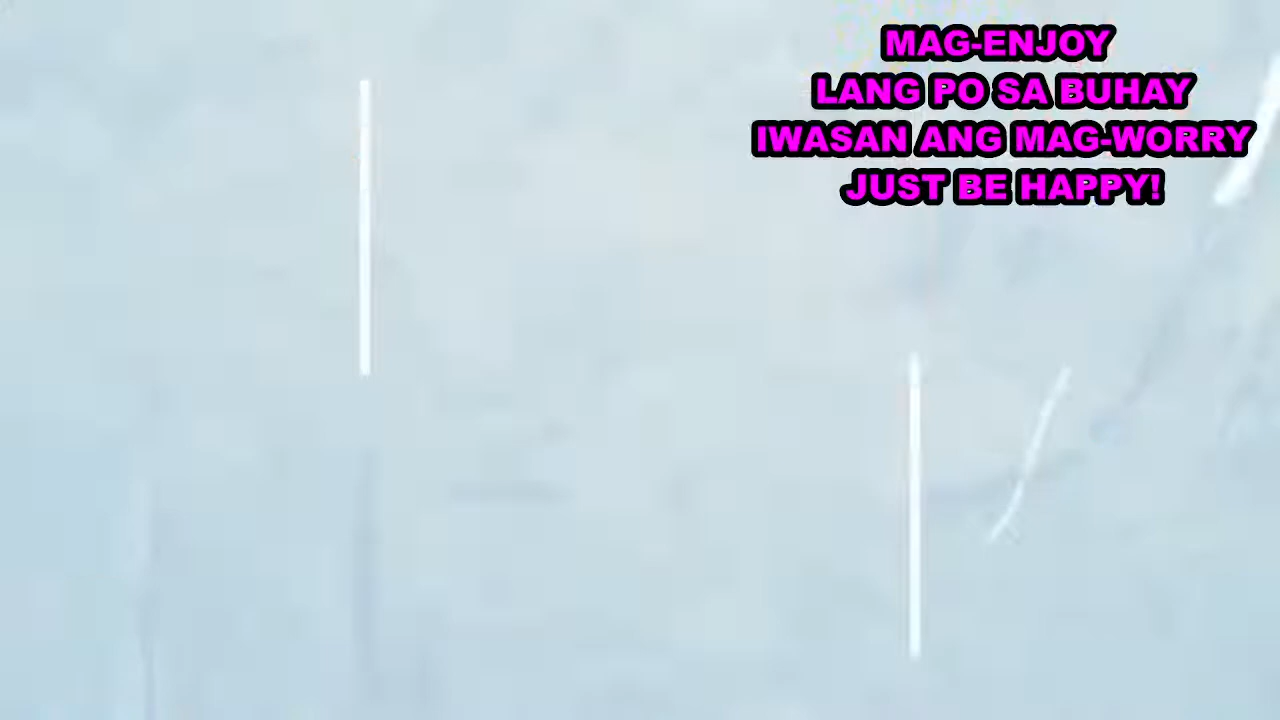 MAG-ENJOY
LANG PO SA BUHAY
IWASAN ANG MAG-WORRY
JUST BE HAPPY!